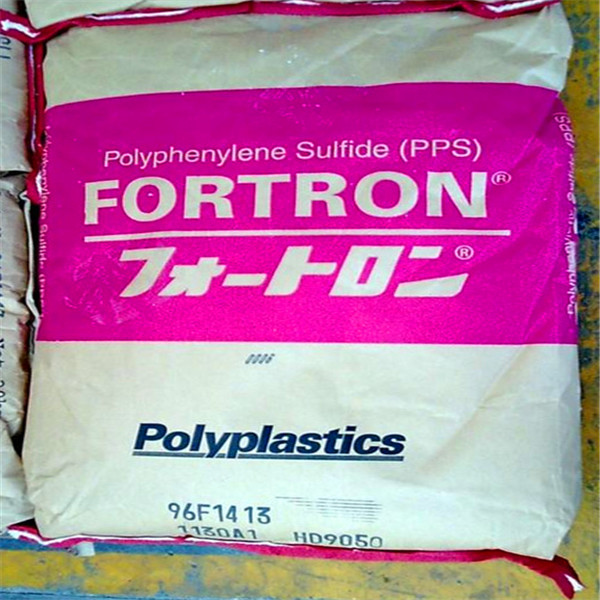 Polyphenylene Sulfide (PPS)
FORTRON®
フォートロン®
0006
Polyplastics
96F1413
1130A1 HD9050